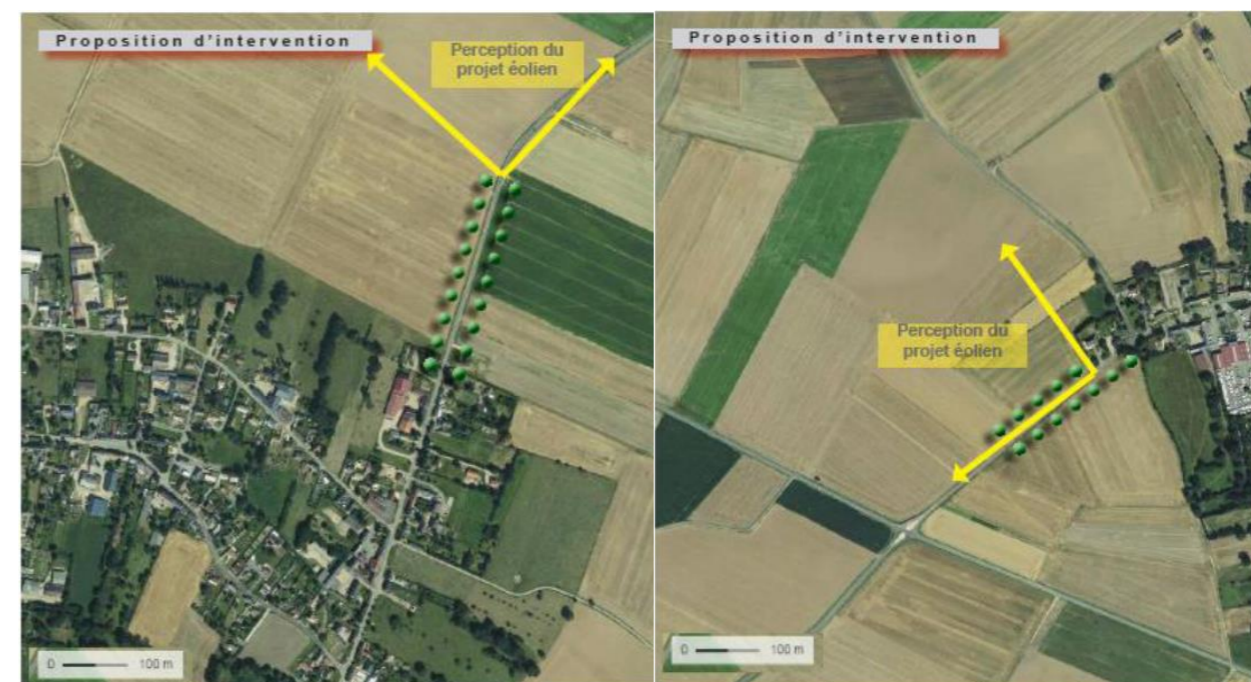 Proposition d'intervention
Perception du
projet éolien
0 100 m
Proposition d'intervention
Perception du
projet éolien
0 100 m